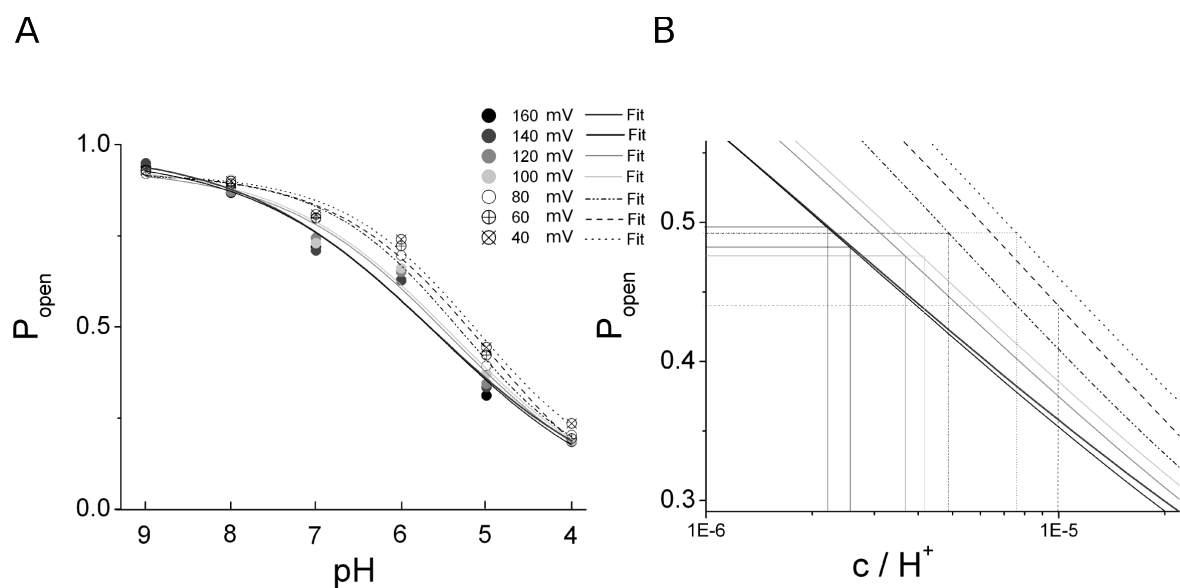 A
B
160 mV Fit
140 mV Fit
120 mV Fit
100 mV Fit
80 mV Fit
60 mV Fit
40 mV Fit
1.0
0.5
0.0
P_open
9 8 7 6 5 4
pH
0.5
0.4
0.3
P_open
1E-6 1E-5
c / H⁺